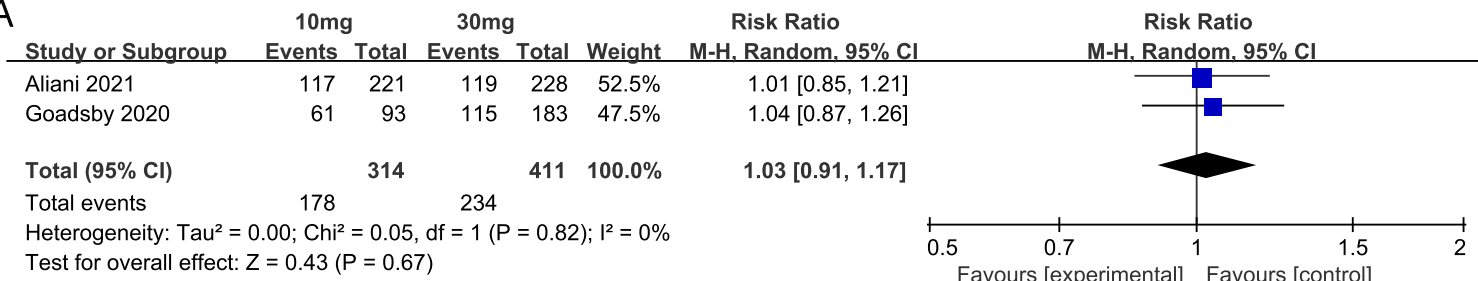 A
10mg 30mg Risk Ratio Risk Ratio
Study or Subgroup Events Total Events Total Weight M-H, Random, 95% CI M-H, Random, 95% CI
Aliani 2021 117 221 119 228 52.5% 1.01 [0.85, 1.21]
Goadsby 2020 61 93 115 183 47.5% 1.04 [0.87, 1.26]
Total (95% CI) 314 411 100.0% 1.03 [0.91, 1.17]
Total events 178 234
Heterogeneity: Tau² = 0.00; Chi² = 0.05, df = 1 (P = 0.82); I² = 0%
Test for overall effect: Z = 0.43 (P = 0.67)
0.5 0.7 1 1.5 2
Favours [experimental] Favours [control]